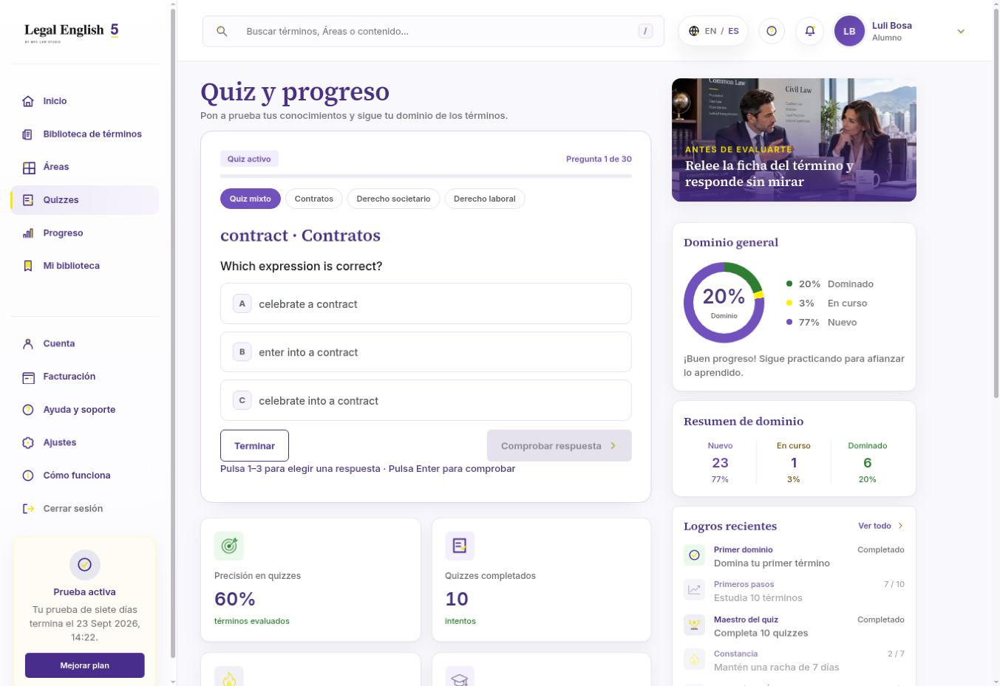 Legal English 5
BY MPC LAW STUDIO
Inicio
Biblioteca de términos
Áreas
Quizzes
Progreso
Mi biblioteca
Cuenta
Facturación
Ayuda y soporte
Ajustes
Cómo funciona
Cerrar sesión
Prueba activa
Tu prueba de siete días
termina el 23 Sept 2026,
14:22.
Mejorar plan
Buscar términos, Áreas o contenido...
/
EN / ES
LB
Luli Bosa
Alumno
Quiz y progreso
Pon a prueba tus conocimientos y sigue tu dominio de los términos.
Quiz activo
Pregunta 1 de 30
Quiz mixto
Contratos
Derecho societario
Derecho laboral
contract · Contratos
Which expression is correct?
A celebrate a contract
B enter into a contract
C celebrate into a contract
Terminar
Comprobar respuesta
Pulsa 1–3 para elegir una respuesta · Pulsa Enter para comprobar
Precisión en quizzes
60%
términos evaluados
Quizzes completados
10
intentos
Common Law
Civil Law
ANTES DE EVALUARTE
Relee la ficha del término y
responde sin mirar
Dominio general
20%
Dominio
20% Dominado
3% En curso
77% Nuevo
¡Buen progreso! Sigue practicando para afianzar
lo aprendido.
Resumen de dominio
Nuevo
23
77%
En curso
1
3%
Dominado
6
20%
Logros recientes
Ver todo
Primer dominio
Completado
Domina tu primer término
Primeros pasos
7 / 10
Estudia 10 términos
Maestro del quiz
Completado
Completa 10 quizzes
Constancia
2 / 7
Mantén una racha de 7 días